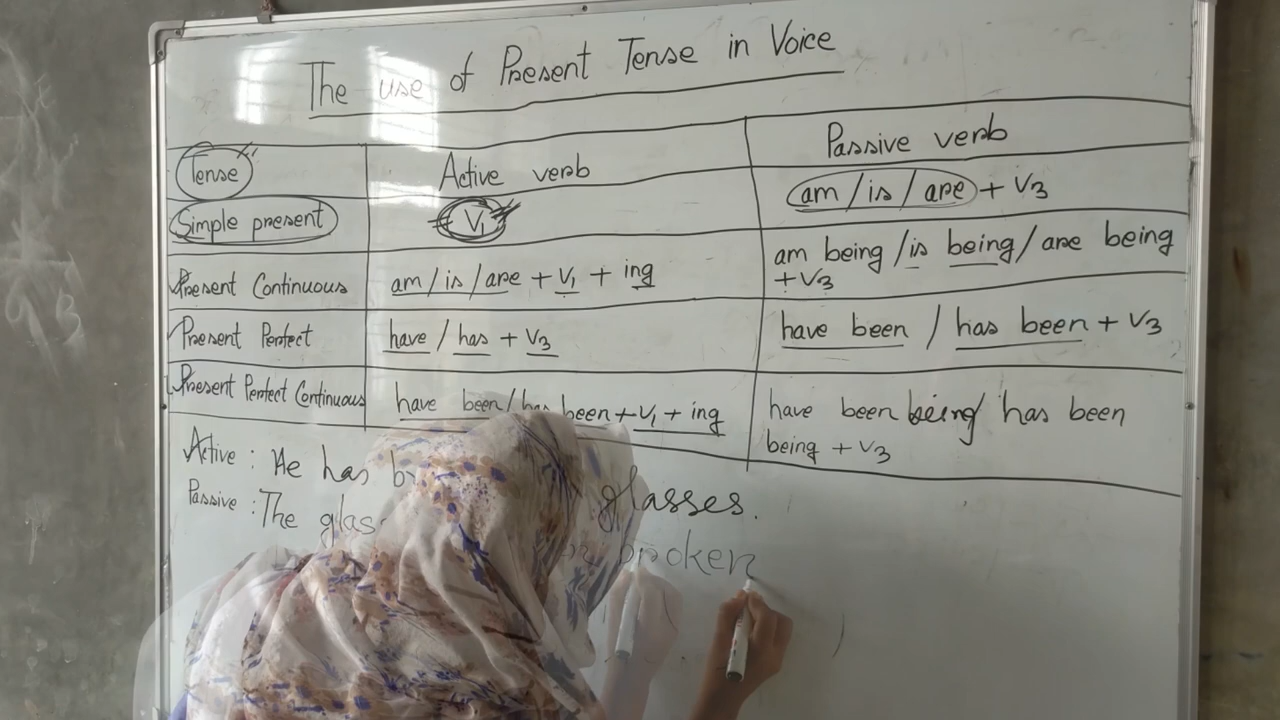 The use of Present Tense in Voice
Tense Active verb Passive verb
Simple present V1 am / is / are + V3
Present Continuous am / is / are + V1 + ing am being / is being / are being
+ V3
Present Perfect have / has + V3 have been / has been + V3
Present Perfect Continuous have been / has been + V1 + ing have been being / has been
being + V3
Active : He has glasses.
Passive : The broken